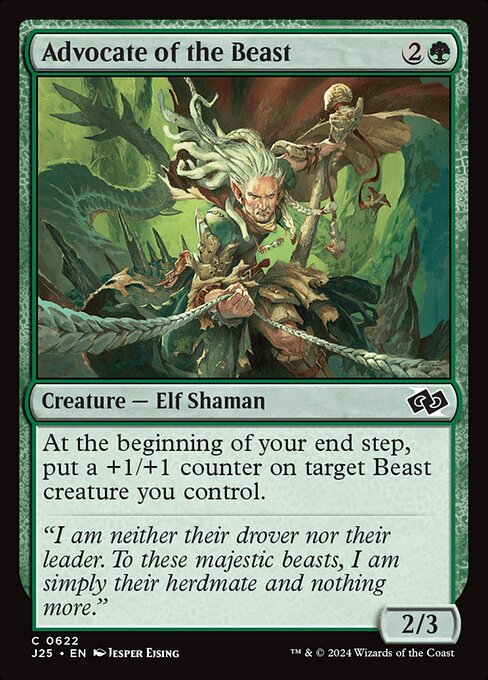 Advocate of the Beast 2
Creature — Elf Shaman
At the beginning of your end step,
put a +1/+1 counter on target Beast
creature you control.
“I am neither their drover nor their
leader. To these majestic beasts, I am
simply their herdmate and nothing
more.”
2/3
C 0622
J25 • EN Jesper Ejsing
™ & © 2024 Wizards of the Coast